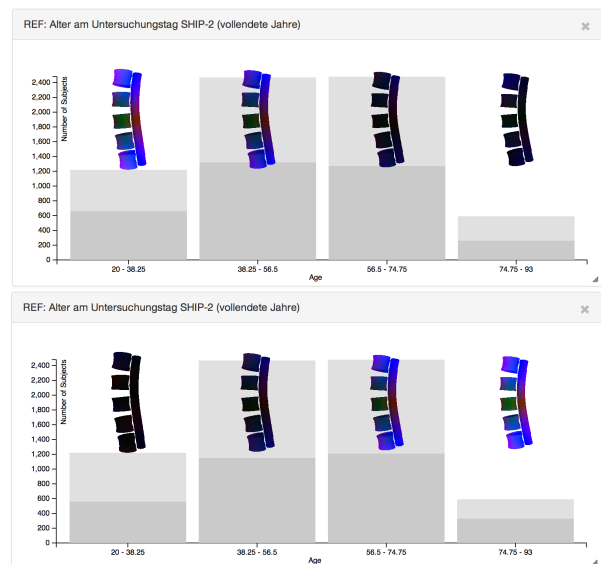 REF: Alter am Untersuchungstag SHIP-2 (vollendete Jahre)
×
Number of Subjects
2,400
2,200
2,000
1,800
1,600
1,400
1,200
1,000
800
600
400
200
0
20 - 38.25
38.25 - 56.5
56.5 - 74.75
74.75 - 93
Age
REF: Alter am Untersuchungstag SHIP-2 (vollendete Jahre)
×
Number of Subjects
2,400
2,200
2,000
1,800
1,600
1,400
1,200
1,000
800
600
400
200
0
20 - 38.25
38.25 - 56.5
56.5 - 74.75
74.75 - 93
Age